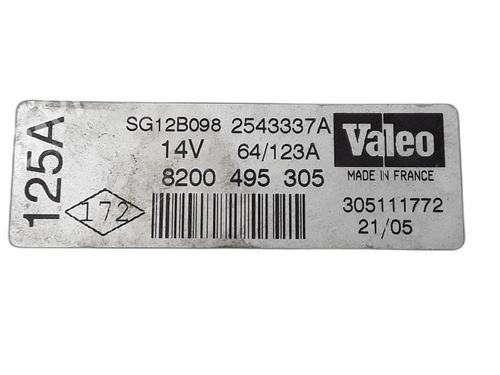 125A
SG12B098 2543337A
14V 64/123A
8200 495 305
172
Valeo
MADE IN FRANCE
305111772
21/05